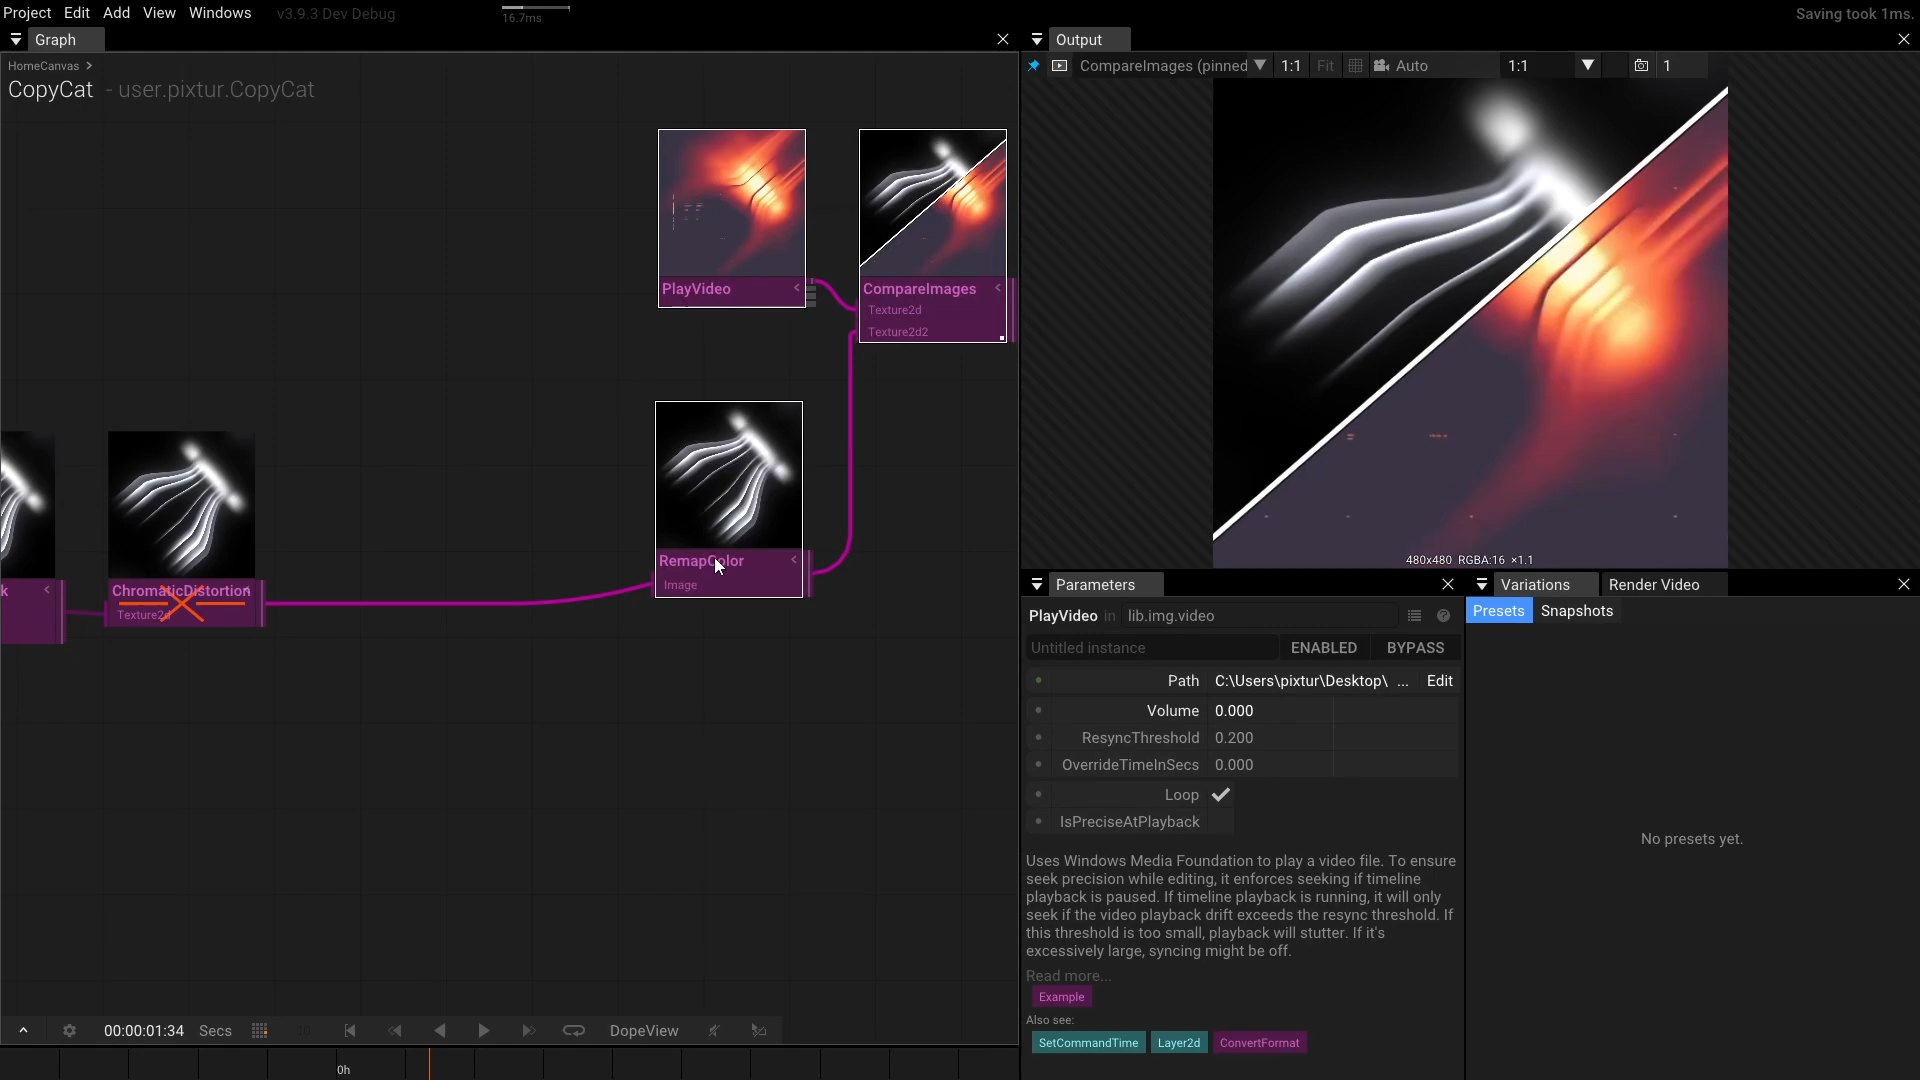 Project Edit Add View Windows v3.9.3 Dev Debug 16.7ms Saving took 1ms.
Graph
HomeCanvas >
CopyCat - user.pixtur.CopyCat
PlayVideo
CompareImages
Texture2d
Texture2d2
RemapColor
Image
k
ChromaticDistortion
Texture2d
00:00:01:34 Secs DopeView
0h
Output
CompareImages (pinned 1:1 Fit Auto 1:1 1
480x480 RGBA:16 ×1.1
Parameters
PlayVideo in lib.img.video
Untitled instance ENABLED BYPASS
Path C:\Users\pixtur\Desktop\ ... Edit
Volume 0.000
ResyncThreshold 0.200
OverrideTimeInSecs 0.000
Loop
IsPreciseAtPlayback
Uses Windows Media Foundation to play a video file. To ensure
seek precision while editing, it enforces seeking if timeline
playback is paused. If timeline playback is running, it will only
seek if the video playback drift exceeds the resync threshold. If
this threshold is too small, playback will stutter. If it's
excessively large, syncing might be off.
Read more...
Example
Also see:
SetCommandTime Layer2d ConvertFormat
Variations Render Video
Presets Snapshots
No presets yet.